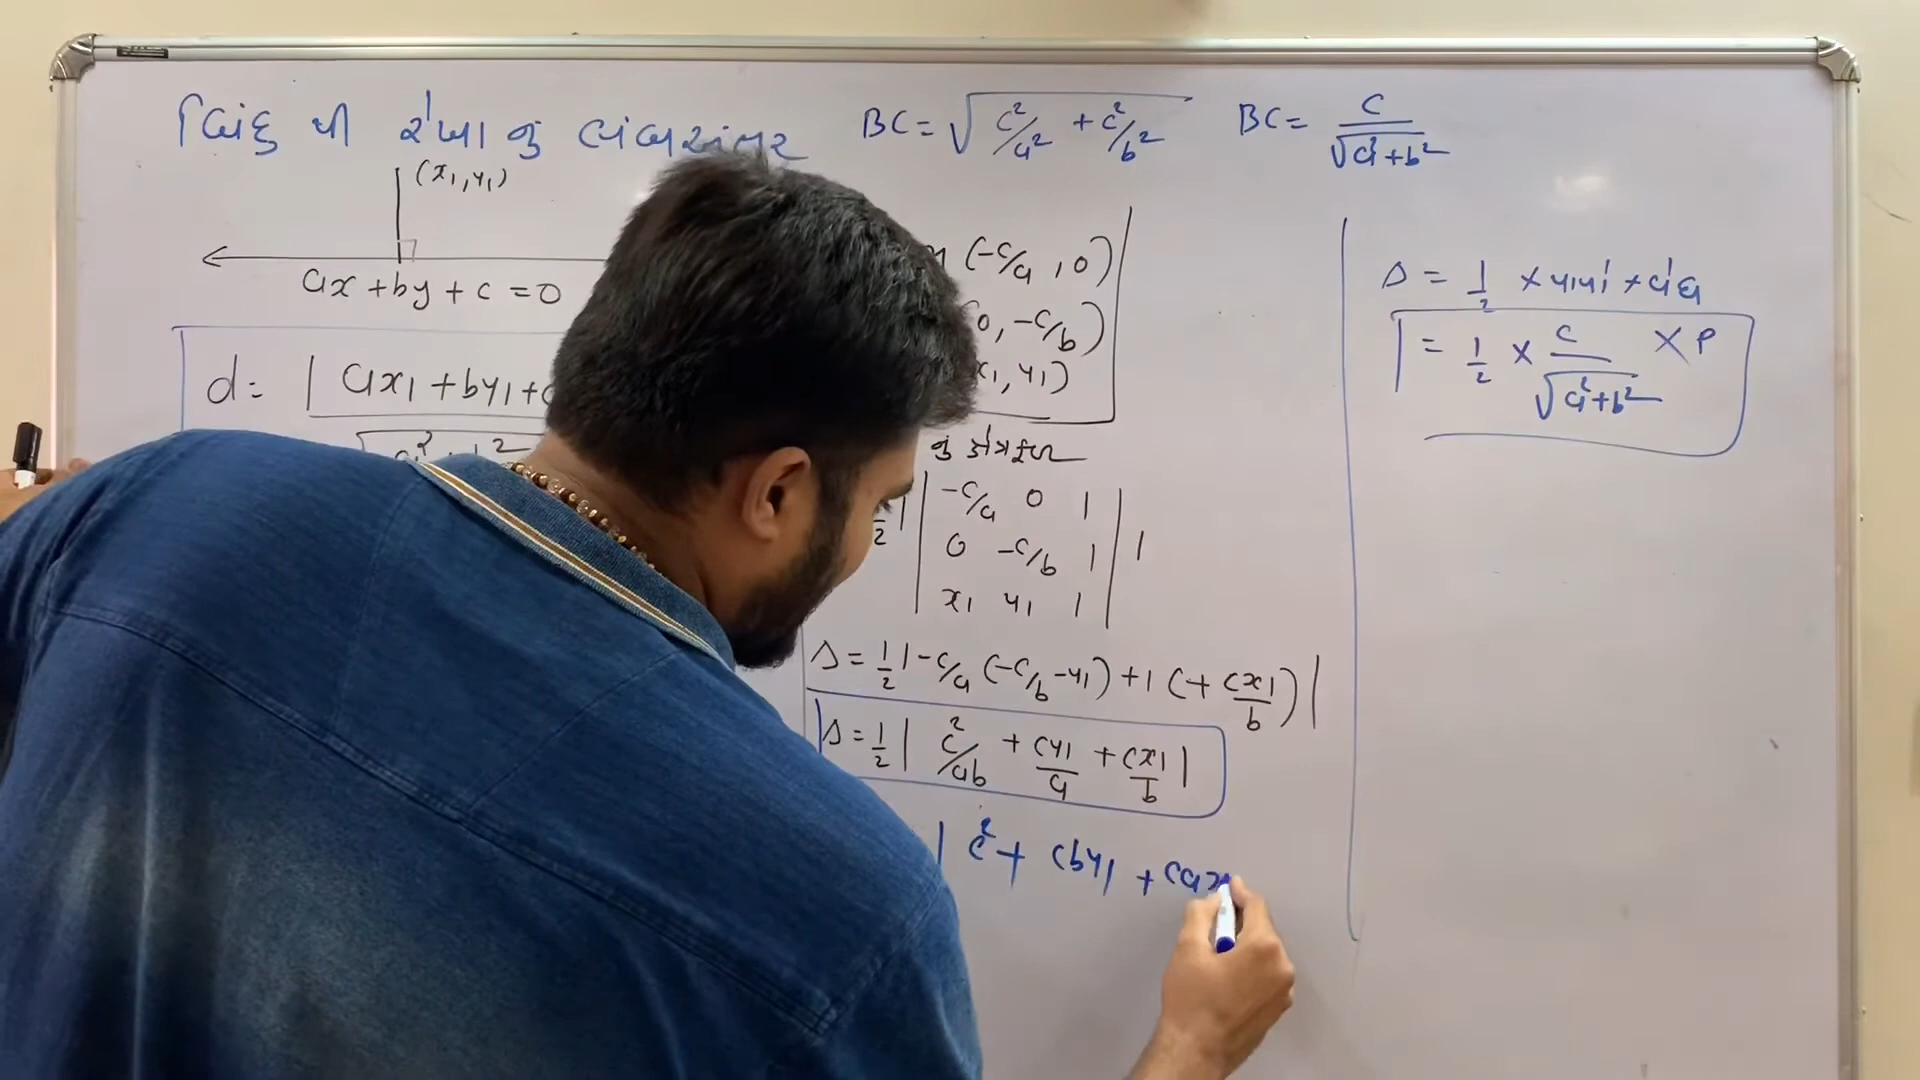 થી રેખા નું લંબઅંતર
(x₁, y₁)
ax + by + c = 0
d = | ax₁ + by₁ +
BC = √(c²/a² + c²/b²)
BC = c/√(a²+b²)
(-c/a , 0)
0, -c/b)
x₁, y₁)
નું ક્ષેત્રફળ
| -c/a 0 1 |
| 0 -c/b 1 | |
| x₁ y₁ 1 |
Δ = 1/2 | -c/a (-c/b - y₁) + 1 (+ cx₁/b) |
Δ = 1/2 | c²/ab + cy₁/a + cx₁/b |
| c² + cby₁ + cax
Δ = 1/2 × પાયો × વેધ
= 1/2 × c/√(a²+b²) × P